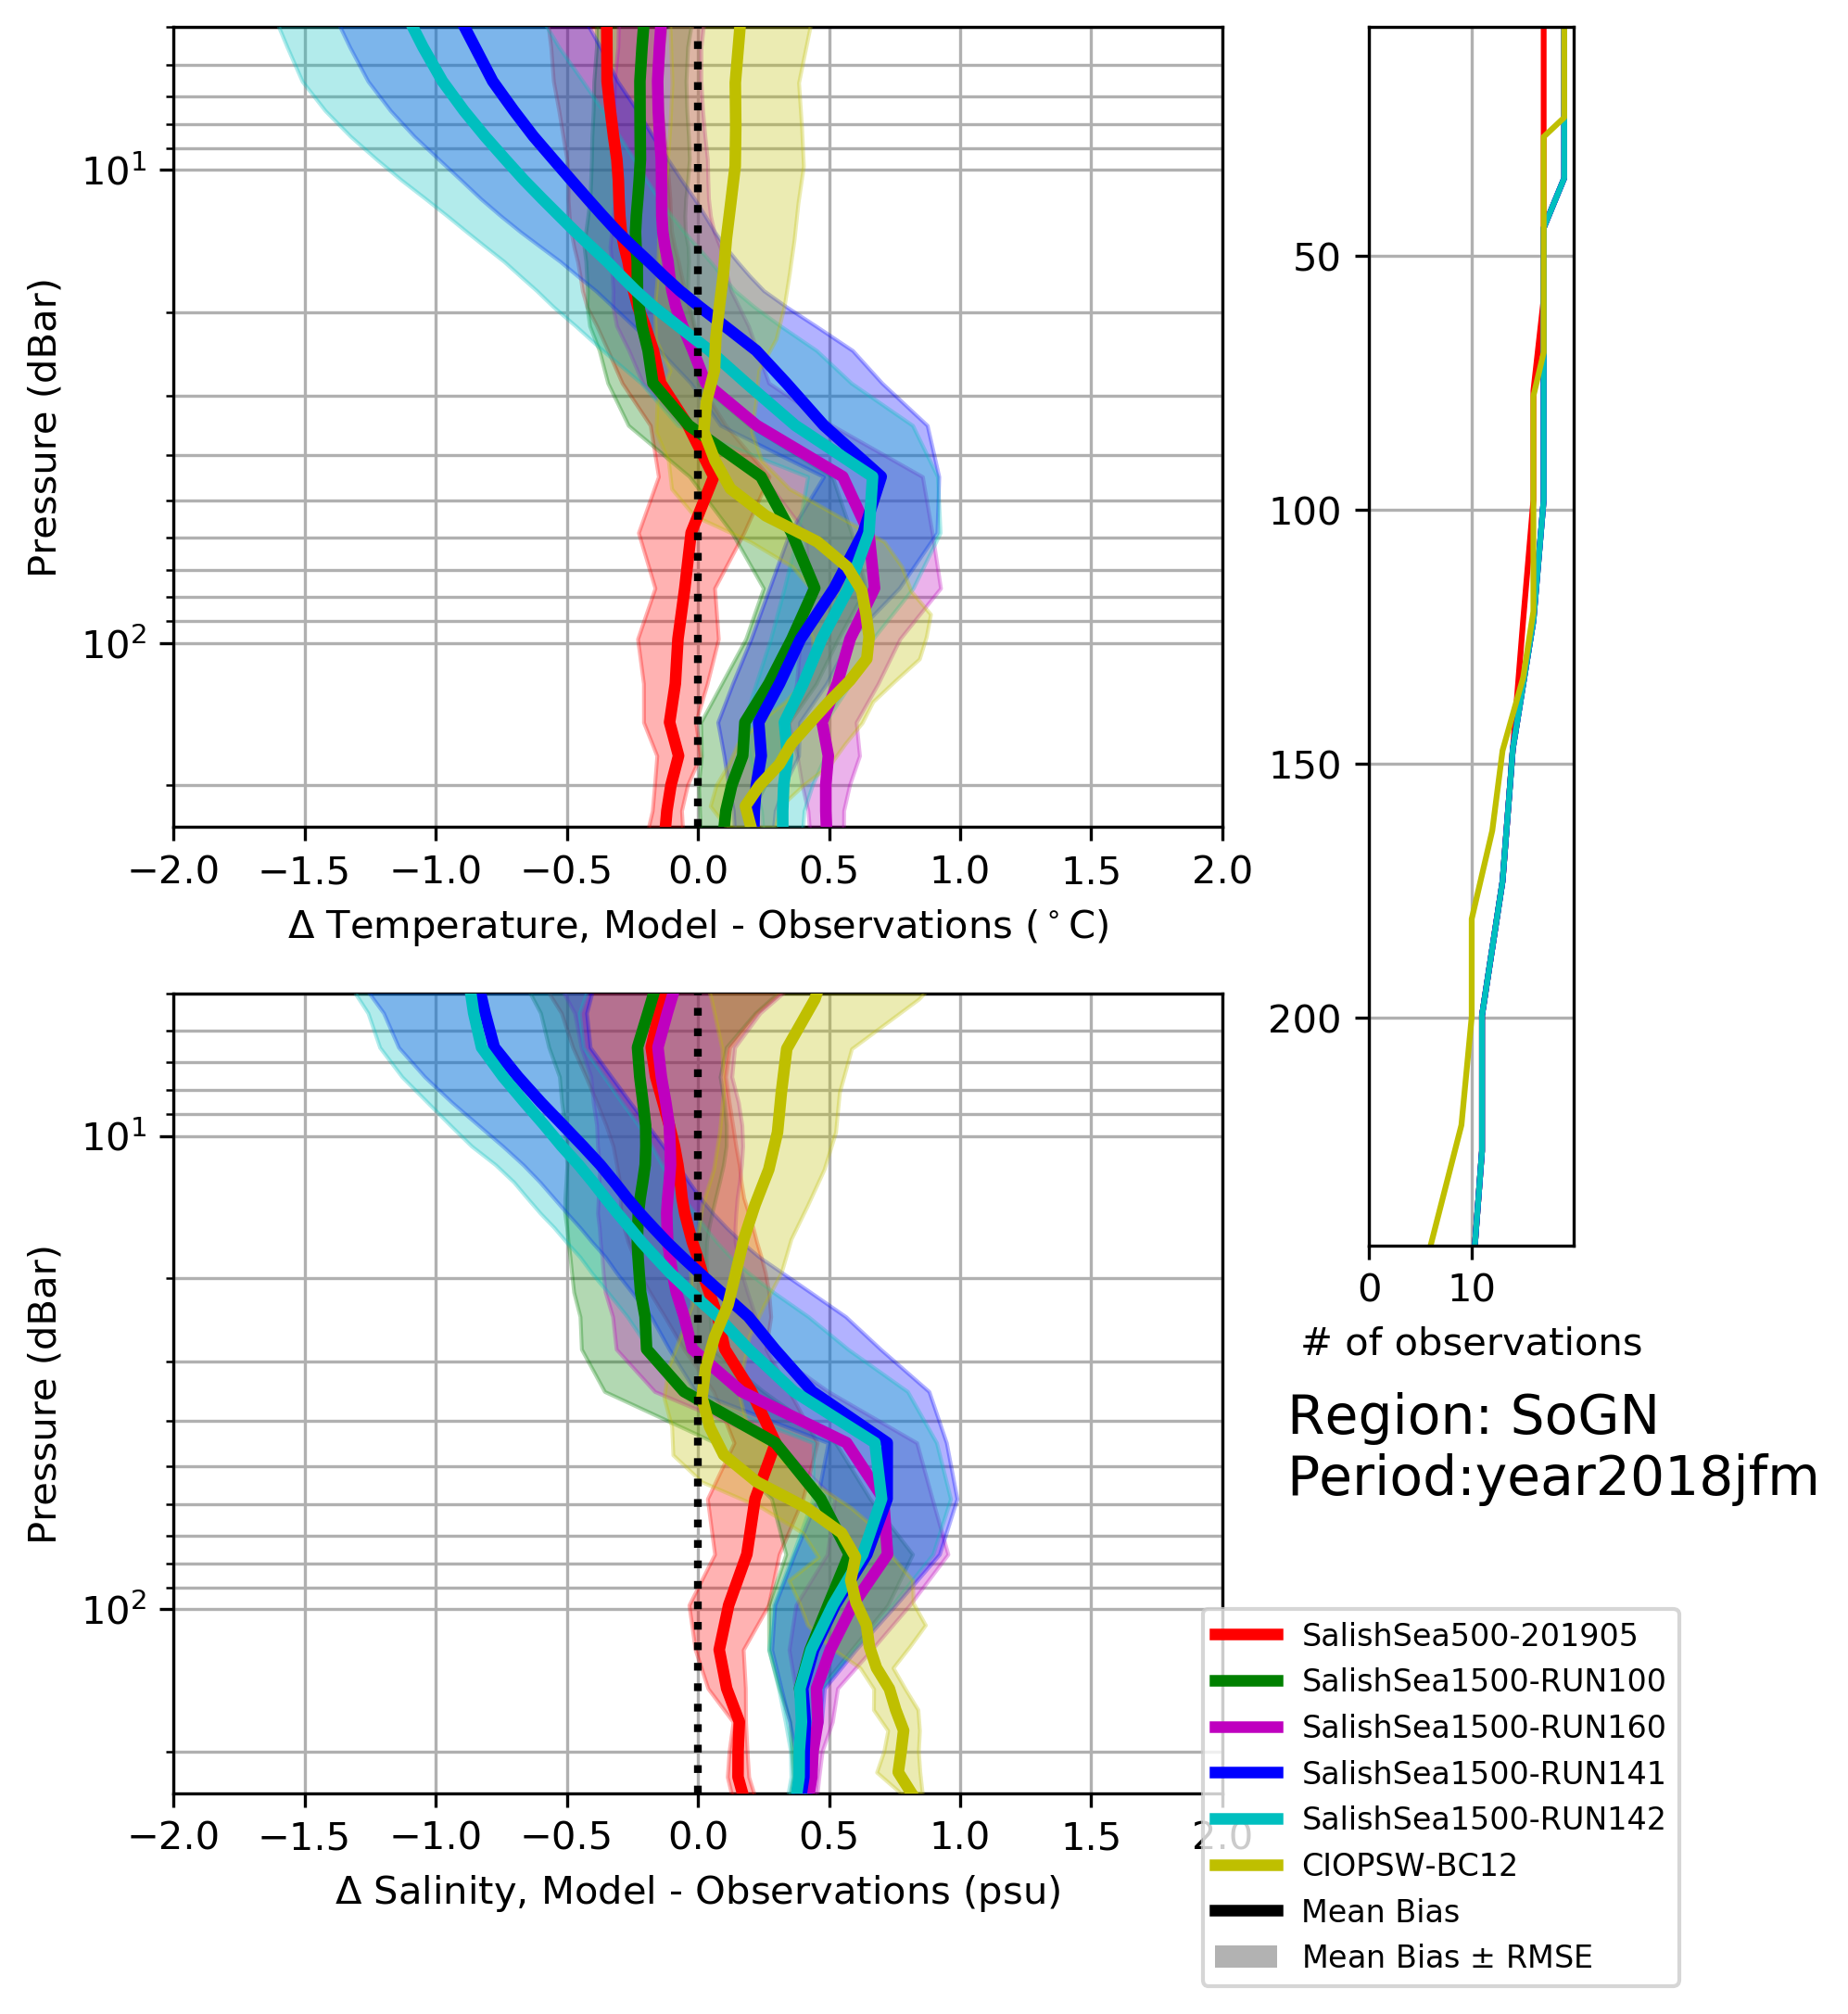 Pressure (dBar)
10¹
10²
−2.0 −1.5 −1.0 −0.5 0.0 0.5 1.0 1.5 2.0
Δ Temperature, Model - Observations (°C)
50
100
150
200
0 10
# of observations
Region: SoGN
Period:year2018jfm
Pressure (dBar)
10¹
10²
−2.0 −1.5 −1.0 −0.5 0.0 0.5 1.0 1.5 2.0
Δ Salinity, Model - Observations (psu)
SalishSea500-201905
SalishSea1500-RUN100
SalishSea1500-RUN160
SalishSea1500-RUN141
SalishSea1500-RUN142
CIOPSW-BC12
Mean Bias
Mean Bias ± RMSE